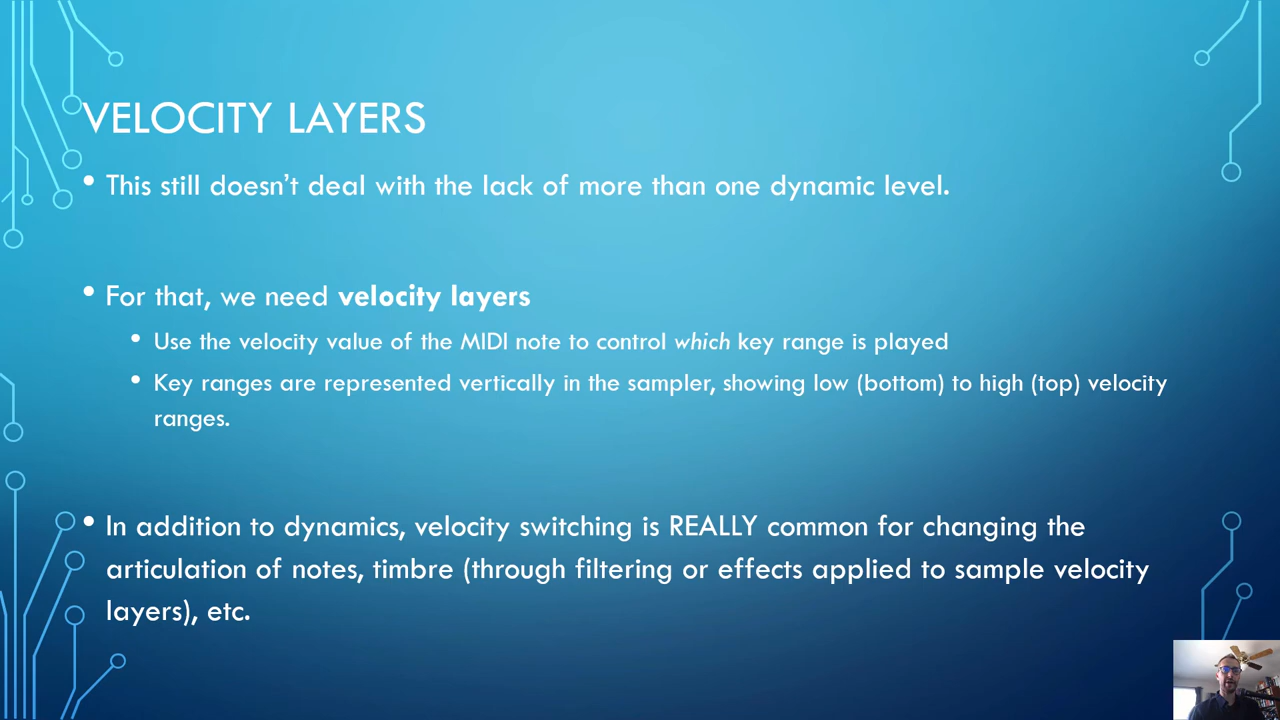 VELOCITY LAYERS
• This still doesn't deal with the lack of more than one dynamic level.
• For that, we need velocity layers
• Use the velocity value of the MIDI note to control which key range is played
• Key ranges are represented vertically in the sampler, showing low (bottom) to high (top) velocity
ranges.
• In addition to dynamics, velocity switching is REALLY common for changing the
articulation of notes, timbre (through filtering or effects applied to sample velocity
layers), etc.